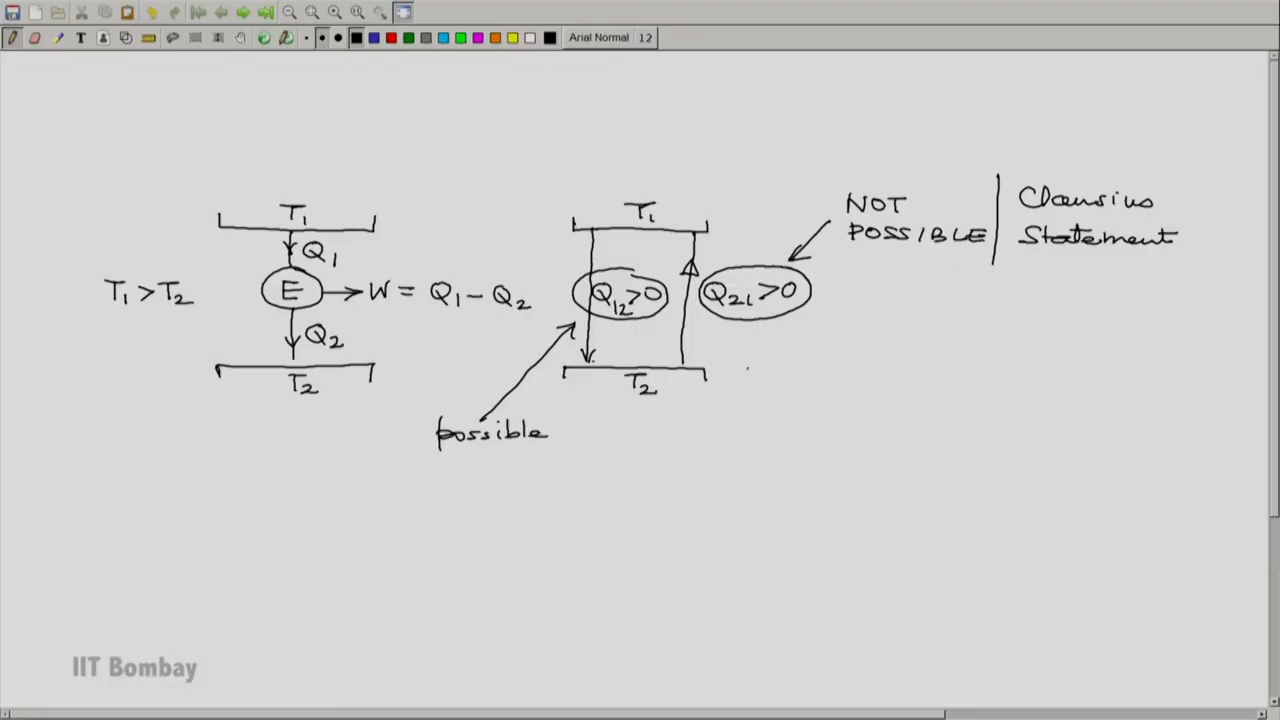 Arial Normal 12
NOT
POSSIBLE
Clausius
Statement
T₁
Q₁
T₁ > T₂
E
W = Q₁ - Q₂
Q₂
T₂
T₁
Q₁₂ > 0
Q₂₁ > 0
T₂
possible
IIT Bombay